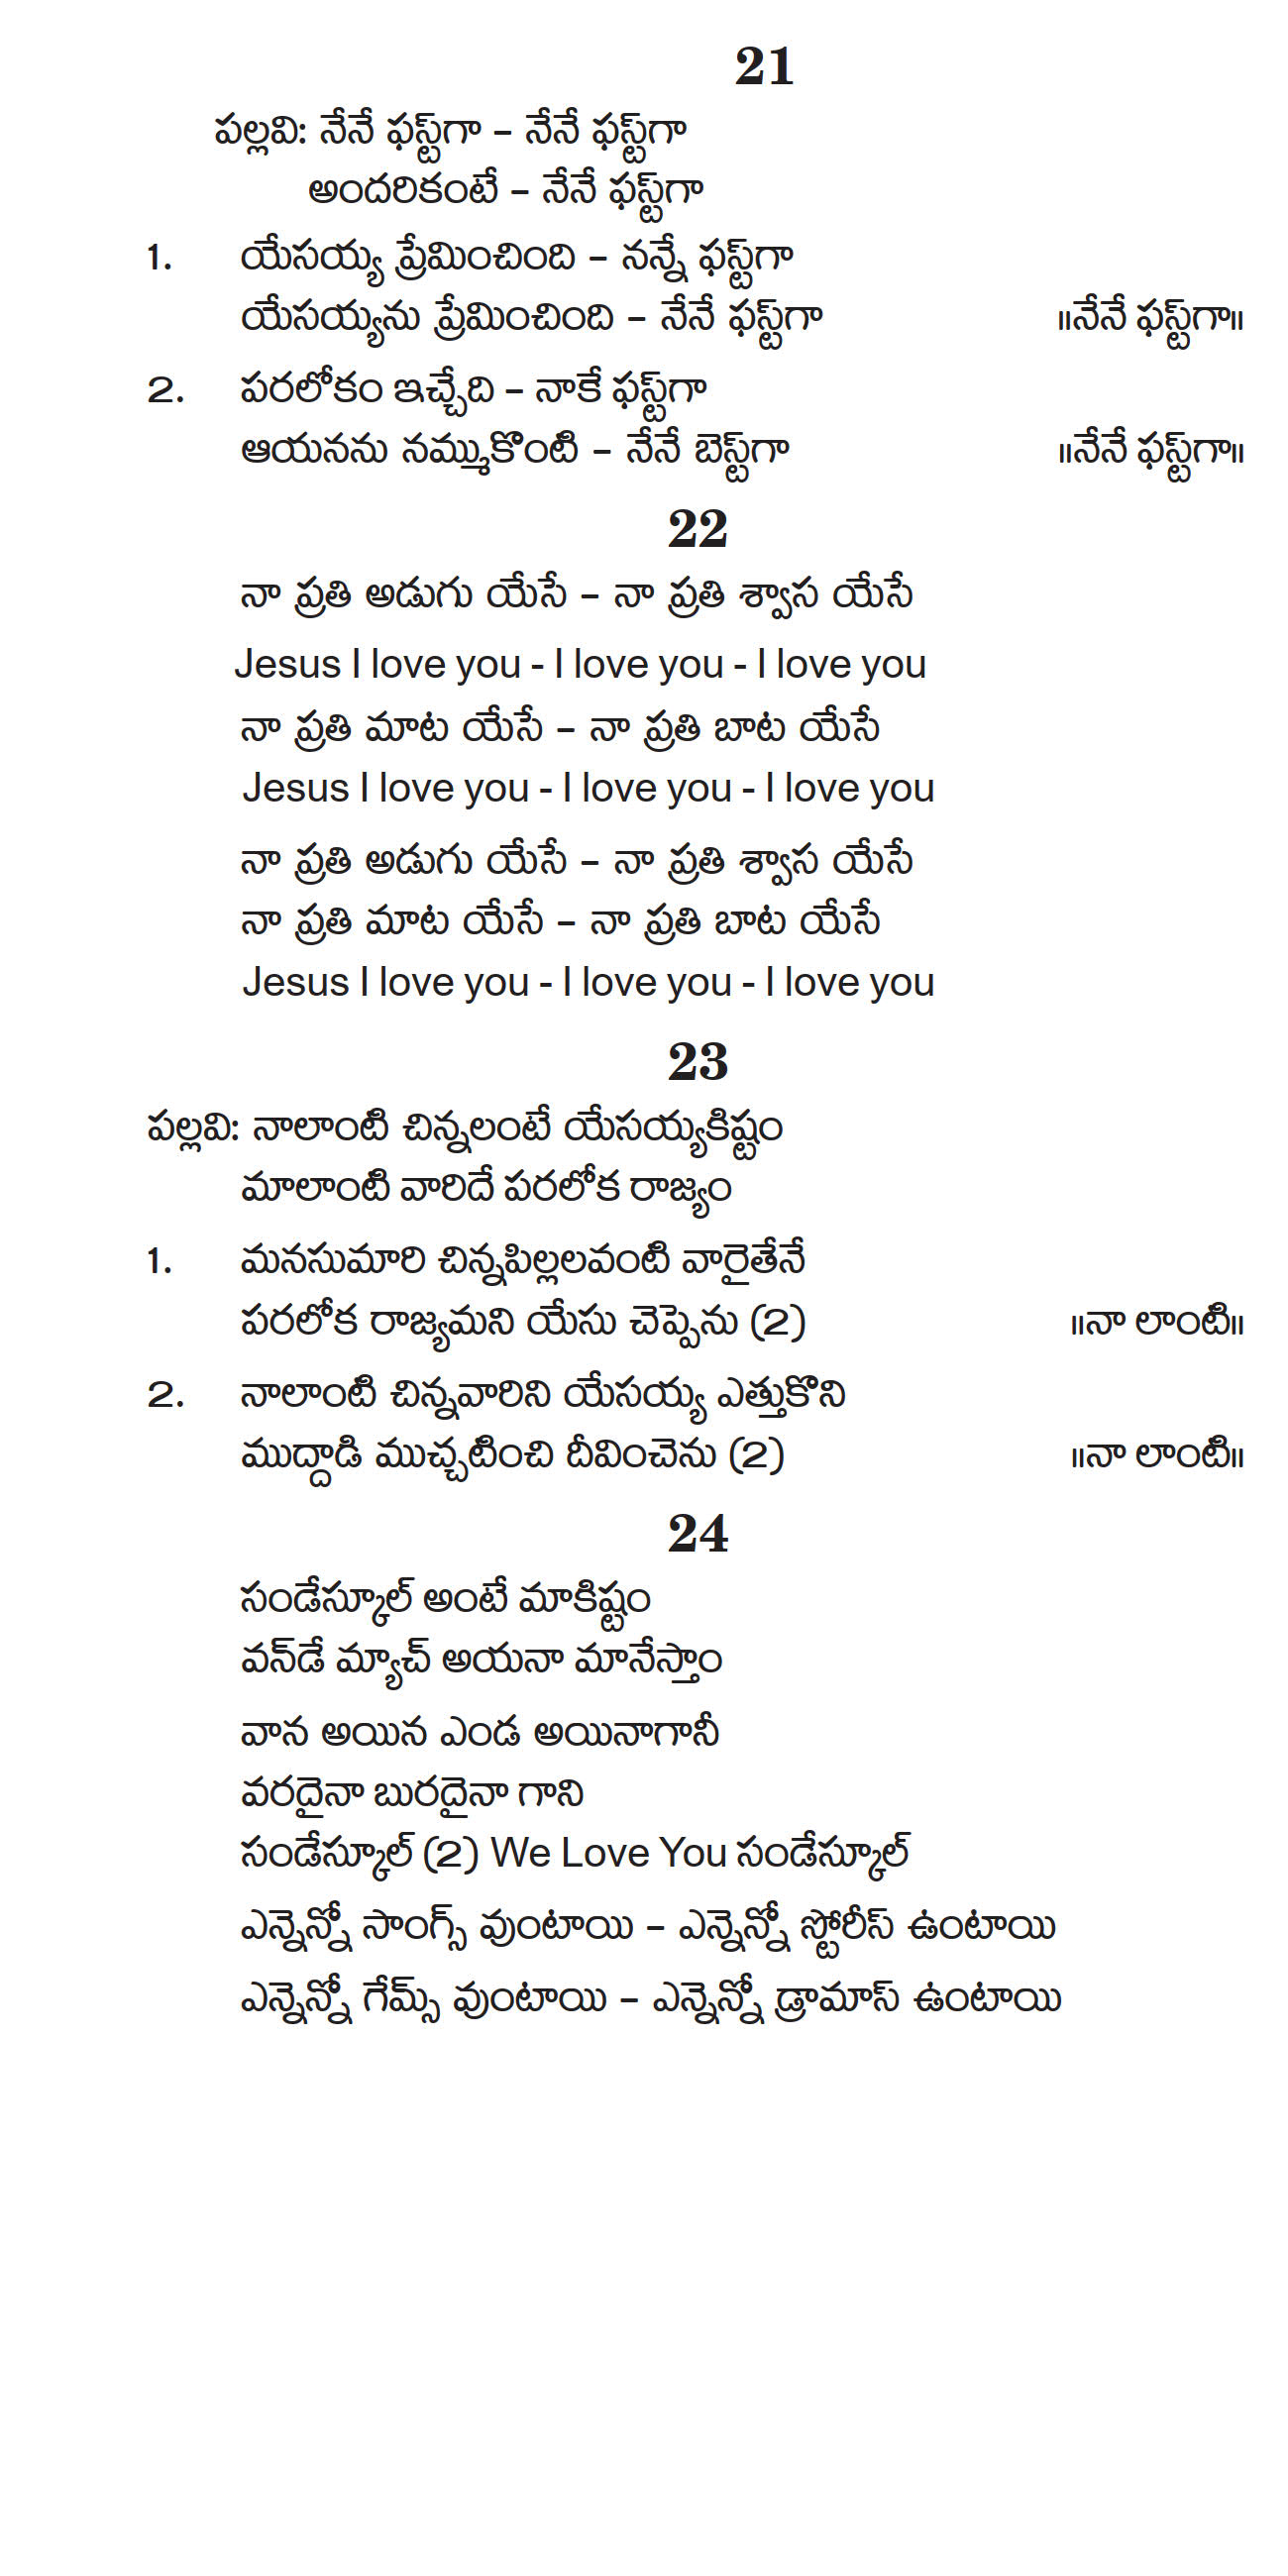 21
పల్లవి: నేనే ఫస్ట్‌గా – నేనే ఫస్ట్‌గా
అందరికంటే – నేనే ఫస్ట్‌గా
1. యేసయ్య ప్రేమించింది – నన్నే ఫస్ట్‌గా
యేసయ్యను ప్రేమించింది – నేనే ఫస్ట్‌గా ॥నేనే ఫస్ట్‌గా॥
2. పరలోకం ఇచ్చేది – నాకే ఫస్ట్‌గా
ఆయనను నమ్ముకొంటి – నేనే బెస్ట్‌గా ॥నేనే ఫస్ట్‌గా॥
22
నా ప్రతి అడుగు యేసే – నా ప్రతి శ్వాస యేసే
Jesus I love you - I love you - I love you
నా ప్రతి మాట యేసే – నా ప్రతి బాట యేసే
Jesus I love you - I love you - I love you
నా ప్రతి అడుగు యేసే – నా ప్రతి శ్వాస యేసే
నా ప్రతి మాట యేసే – నా ప్రతి బాట యేసే
Jesus I love you - I love you - I love you
23
పల్లవి: నాలాంటి చిన్నలంటే యేసయ్యకిష్టం
మాలాంటి వారిదే పరలోక రాజ్యం
1. మనసుమారి చిన్నపిల్లలవంటి వారైతేనే
పరలోక రాజ్యమని యేసు చెప్పెను (2) ॥నా లాంటి॥
2. నాలాంటి చిన్నవారిని యేసయ్య ఎత్తుకొని
ముద్దాడి ముచ్చటించి దీవించెను (2) ॥నా లాంటి॥
24
సండేస్కూల్ అంటే మాకిష్టం
వన్‌డే మ్యాచ్ అయనా మానేస్తాం
వాన అయిన ఎండ అయినాగానీ
వరదైనా బురదైనా గాని
సండేస్కూల్ (2) We Love You సండేస్కూల్
ఎన్నెన్నో సాంగ్స్ వుంటాయి – ఎన్నెన్నో స్టోరీస్ ఉంటాయి
ఎన్నెన్నో గేమ్స్ వుంటాయి – ఎన్నెన్నో డ్రామాస్ ఉంటాయి